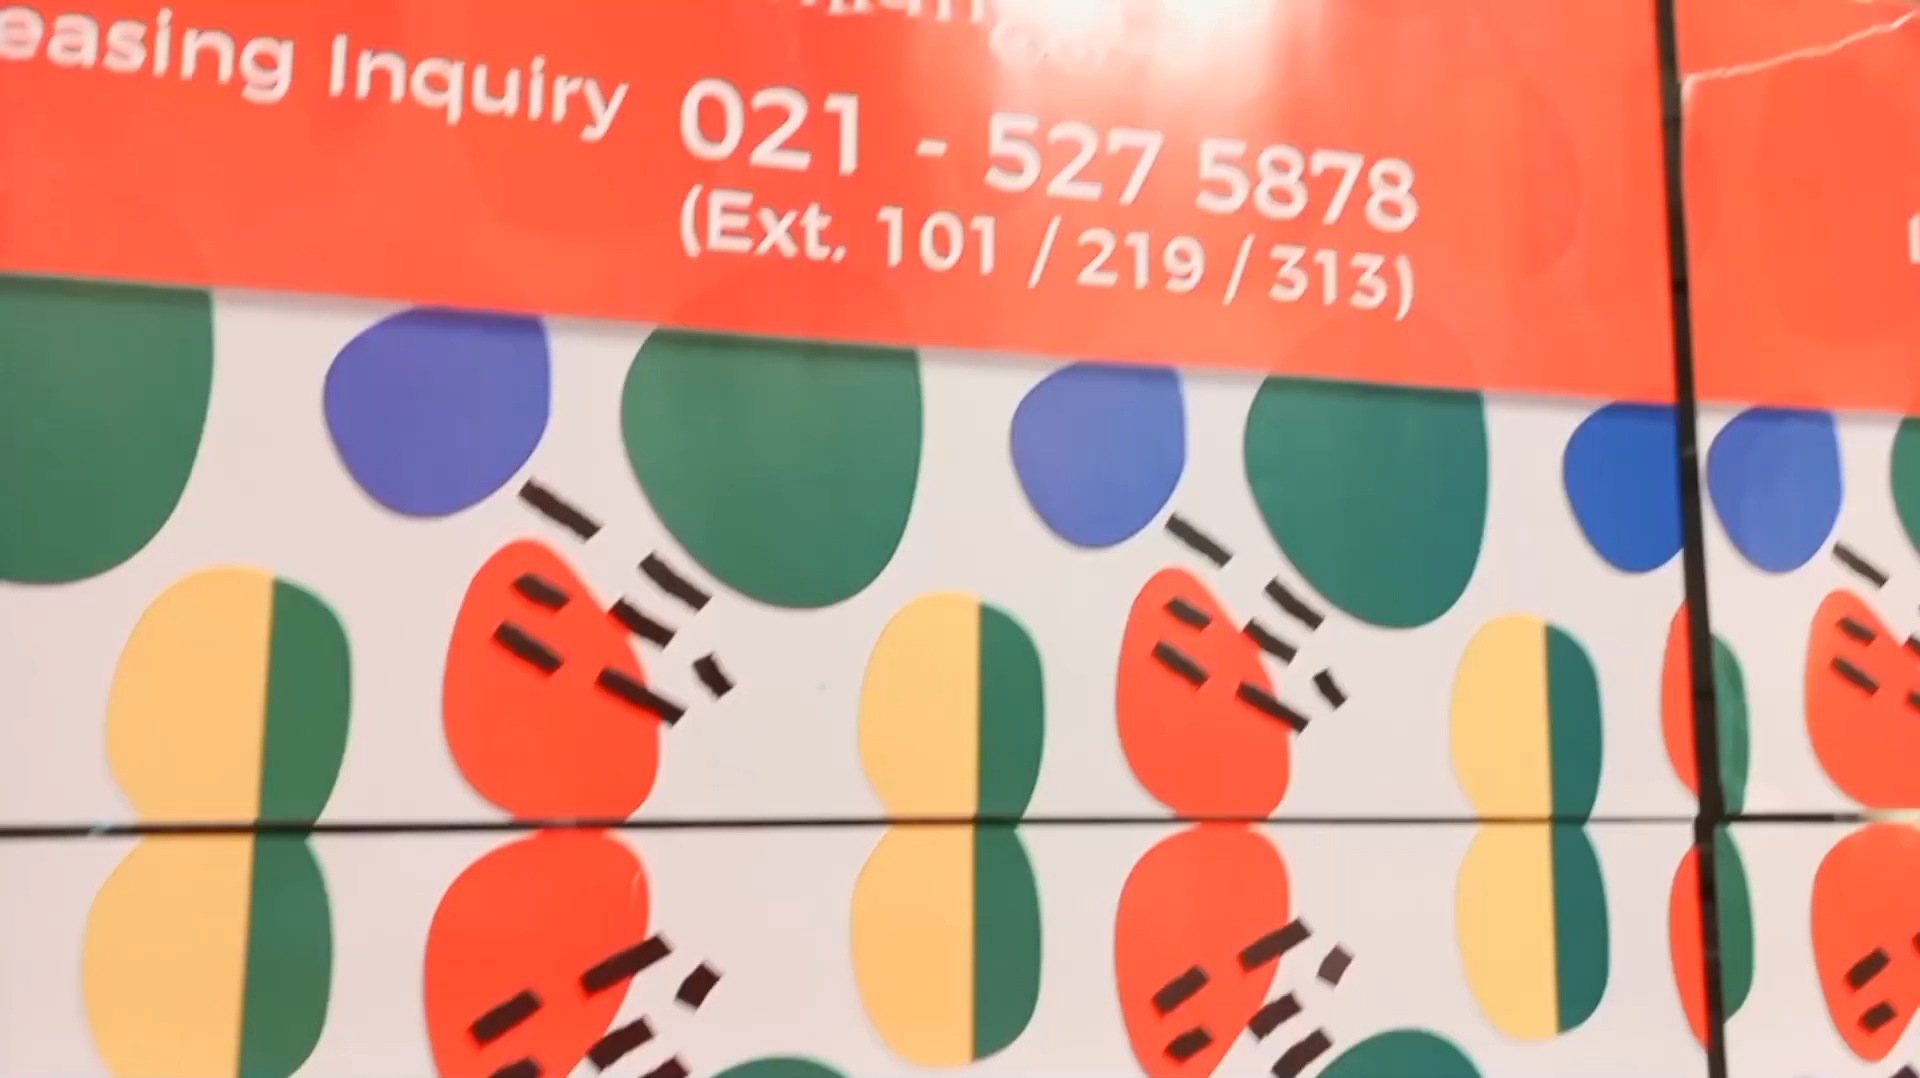 easing Inquiry 021 - 527 5878
(Ext. 101 / 219 / 313)